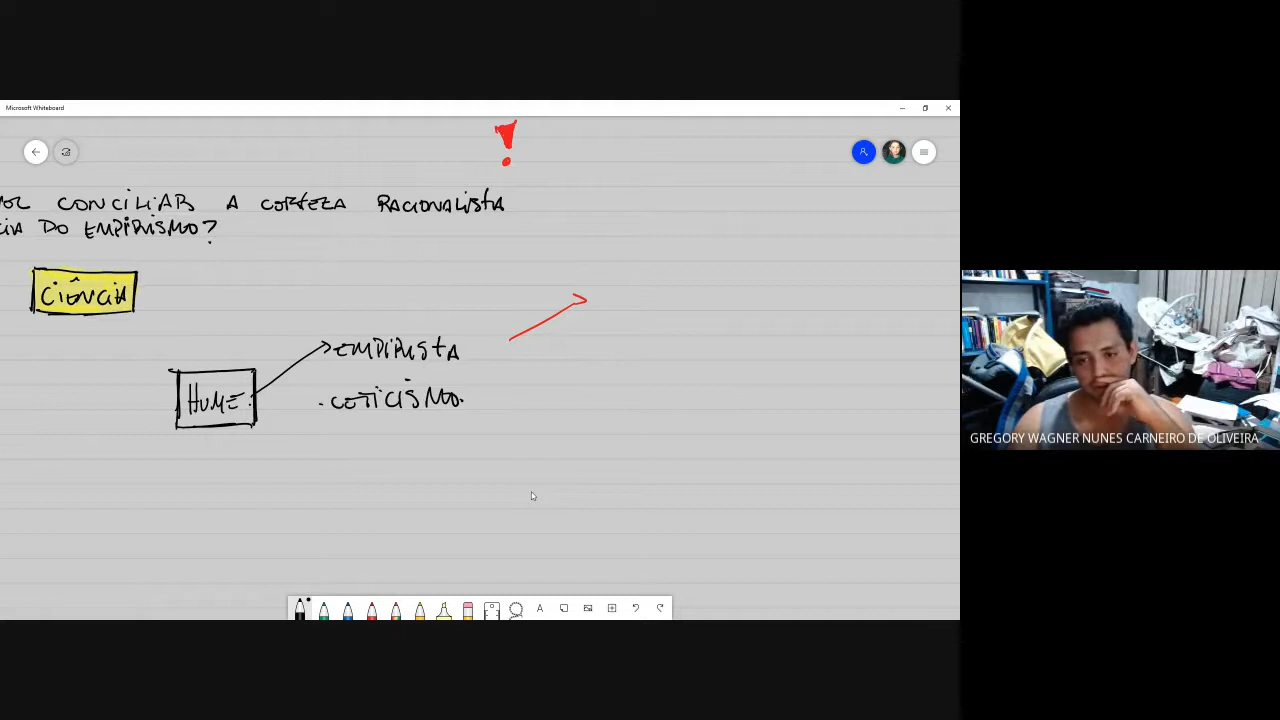 Microsoft Whiteboard
CONCILIAR A CERTEZA RACIONALISTA
DO EMPIRISMO?
CIÊNCIA
EMPIRISTA
HUME
. CETICISMO.
GREGORY WAGNER NUNES CARNEIRO DE OLIVEIRA